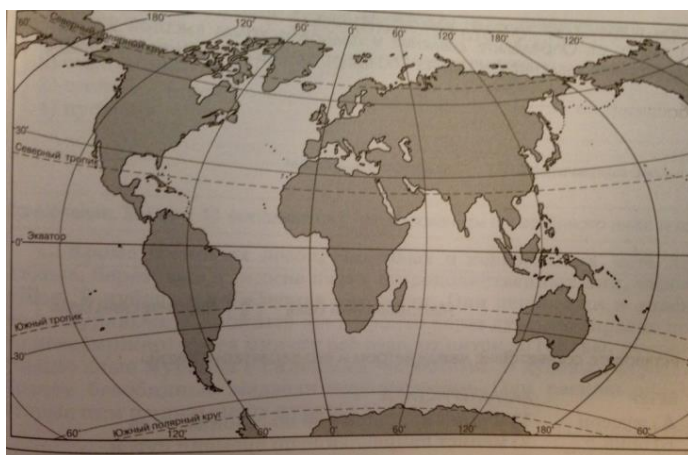 180° 120° 60° 0° 60° 120° 180° 120°
60°
Северный полярный круг
30°
Северный тропик
0° Экватор
Южный тропик
30°
Южный полярный круг
60° 120° 60° 0° 60° 120° 180° 60°